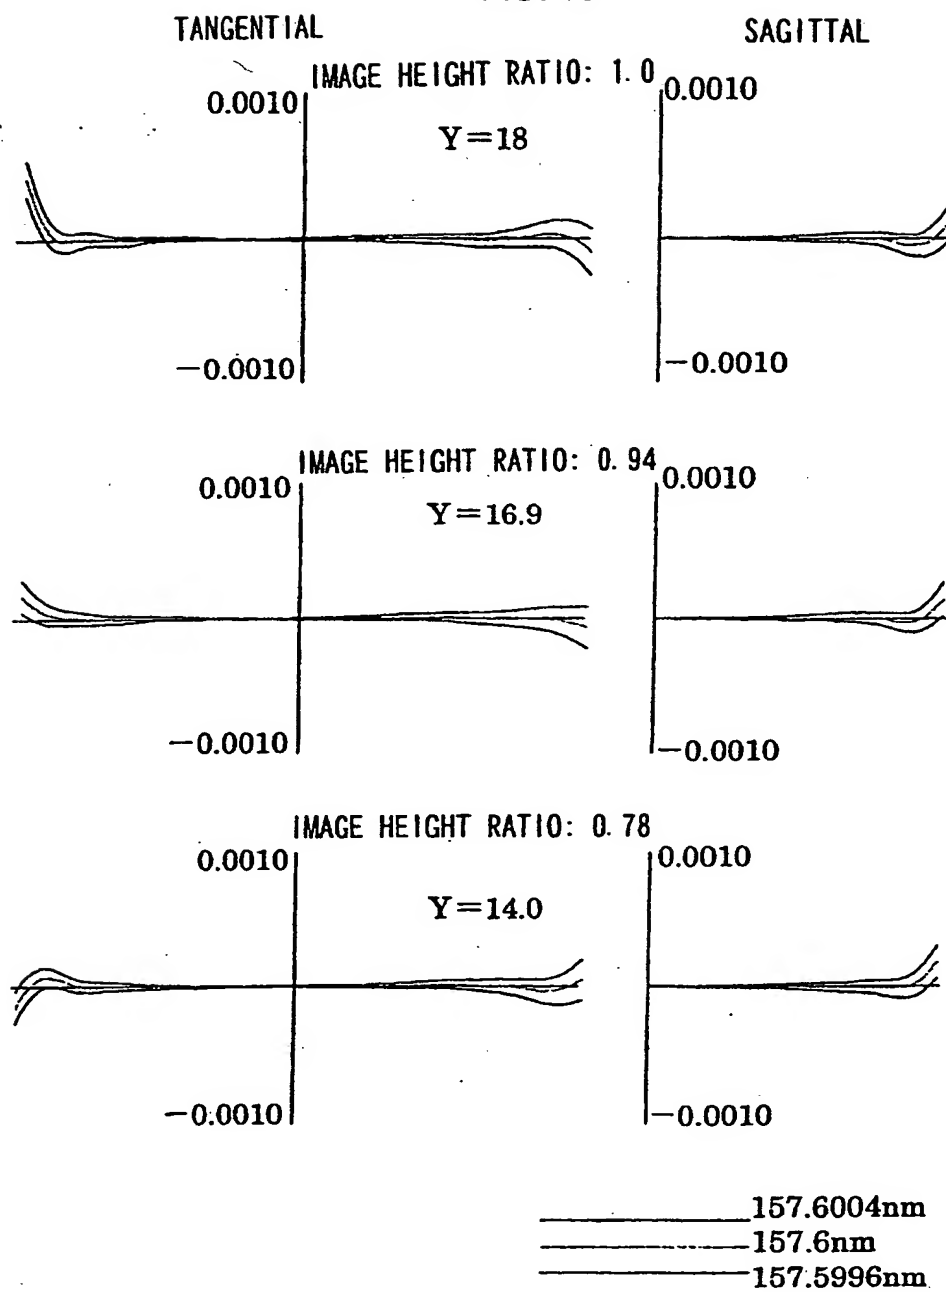 TANGENTIAL SAGITTAL
IMAGE HEIGHT RATIO: 1.0
0.0010 0.0010
Y=18
−0.0010 −0.0010
IMAGE HEIGHT RATIO: 0.94
0.0010 0.0010
Y=16.9
−0.0010 −0.0010
IMAGE HEIGHT RATIO: 0.78
0.0010 0.0010
Y=14.0
−0.0010 −0.0010
157.6004nm
157.6nm
157.5996nm